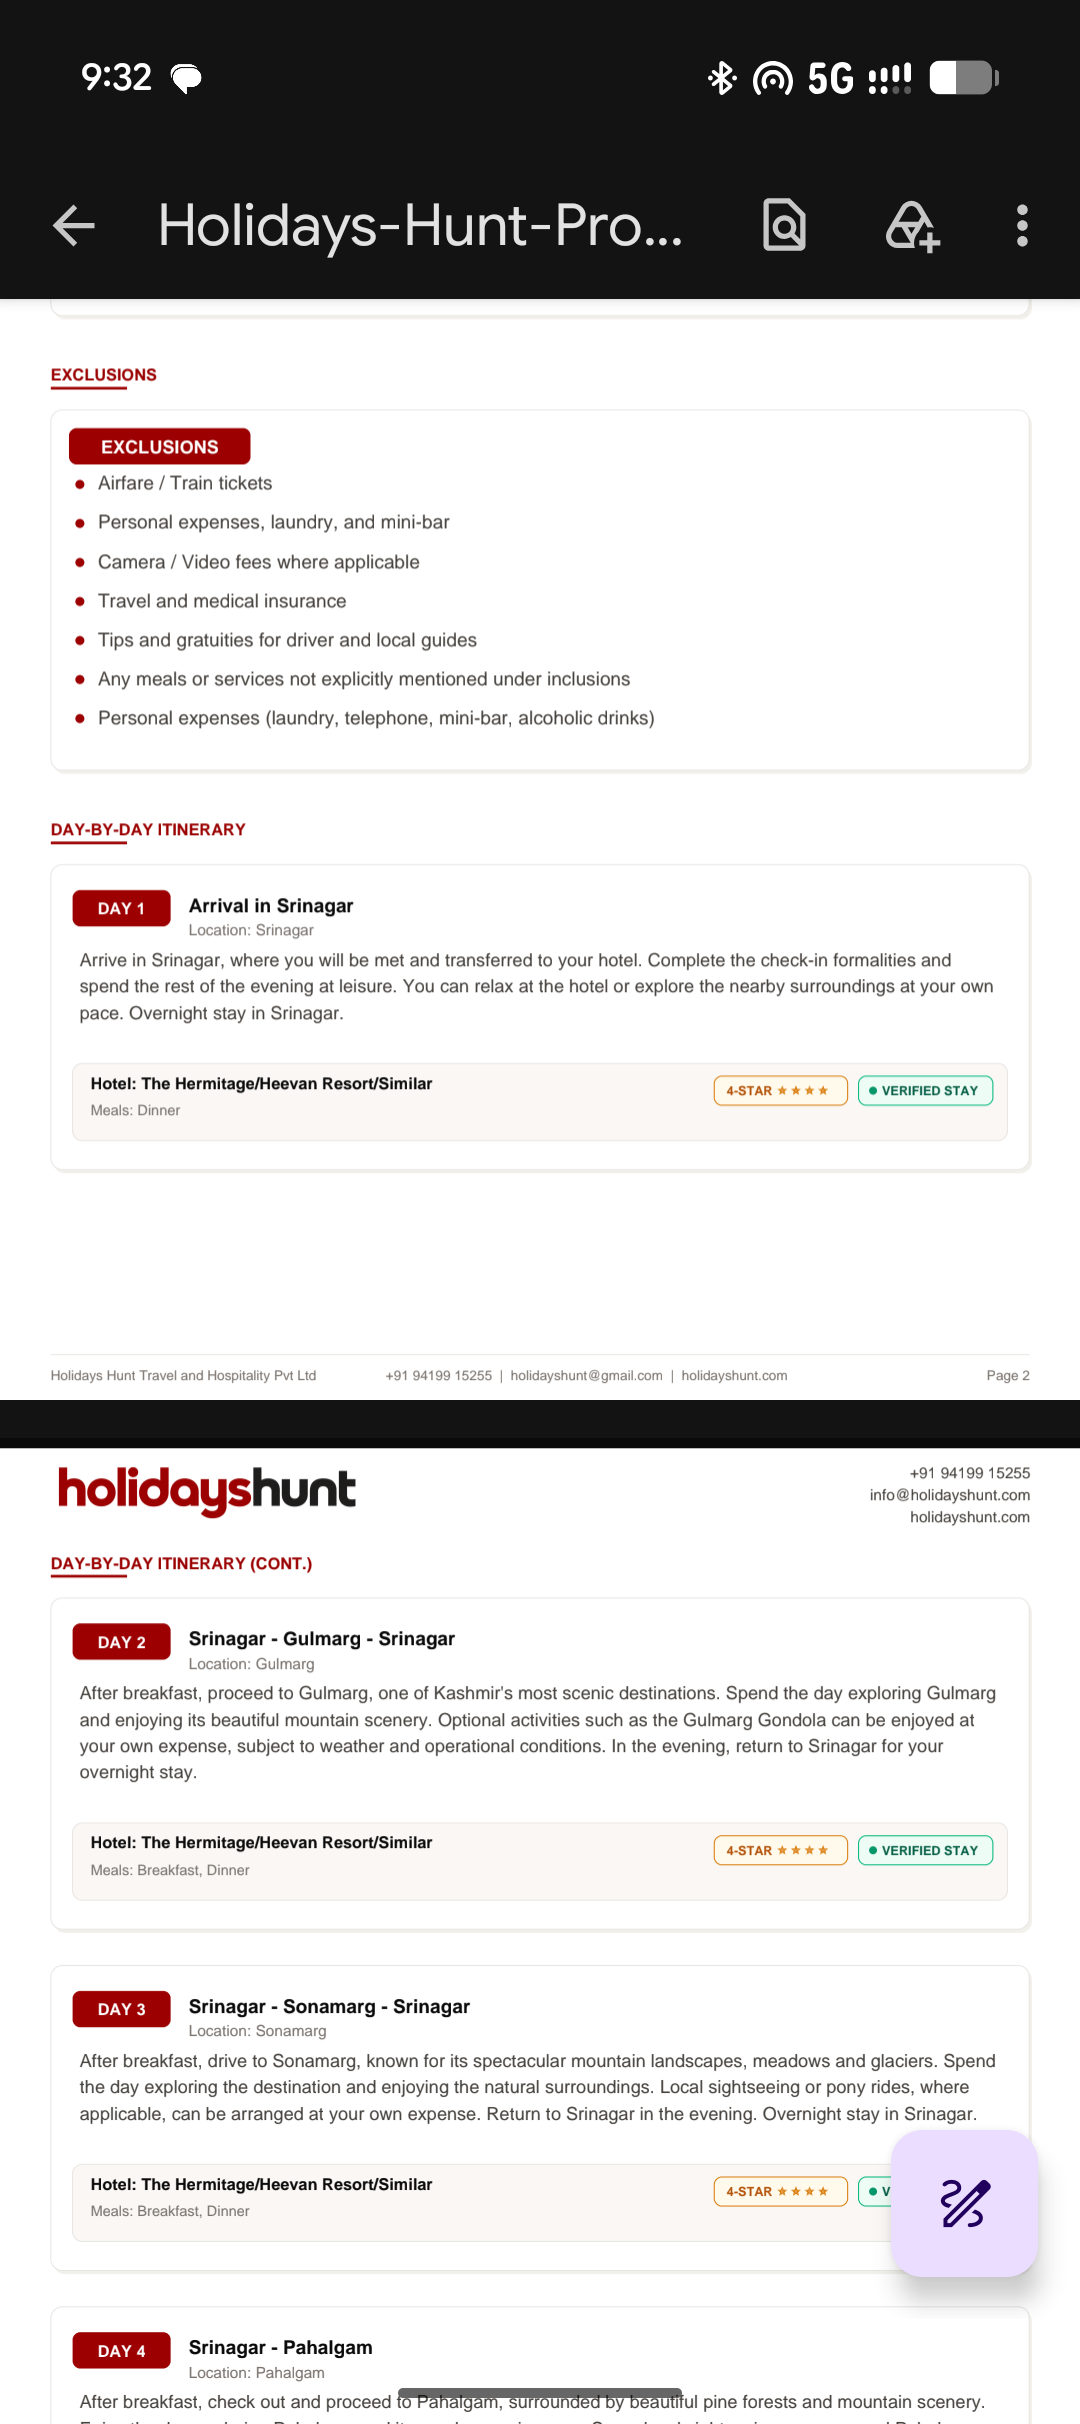 9:32
5G
Holidays-Hunt-Pro...
EXCLUSIONS
EXCLUSIONS
Airfare / Train tickets
Personal expenses, laundry, and mini-bar
Camera / Video fees where applicable
Travel and medical insurance
Tips and gratuities for driver and local guides
Any meals or services not explicitly mentioned under inclusions
Personal expenses (laundry, telephone, mini-bar, alcoholic drinks)
DAY-BY-DAY ITINERARY
DAY 1
Arrival in Srinagar
Location: Srinagar
Arrive in Srinagar, where you will be met and transferred to your hotel. Complete the check-in formalities and
spend the rest of the evening at leisure. You can relax at the hotel or explore the nearby surroundings at your own
pace. Overnight stay in Srinagar.
Hotel: The Hermitage/Heevan Resort/Similar
4-STAR ★★★★
VERIFIED STAY
Meals: Dinner
Holidays Hunt Travel and Hospitality Pvt Ltd
+91 94199 15255 | holidayshunt@gmail.com | holidayshunt.com
Page 2
holidayshunt
+91 94199 15255
info@holidayshunt.com
holidayshunt.com
DAY-BY-DAY ITINERARY (CONT.)
DAY 2
Srinagar - Gulmarg - Srinagar
Location: Gulmarg
After breakfast, proceed to Gulmarg, one of Kashmir's most scenic destinations. Spend the day exploring Gulmarg
and enjoying its beautiful mountain scenery. Optional activities such as the Gulmarg Gondola can be enjoyed at
your own expense, subject to weather and operational conditions. In the evening, return to Srinagar for your
overnight stay.
Hotel: The Hermitage/Heevan Resort/Similar
4-STAR ★★★★
VERIFIED STAY
Meals: Breakfast, Dinner
DAY 3
Srinagar - Sonamarg - Srinagar
Location: Sonamarg
After breakfast, drive to Sonamarg, known for its spectacular mountain landscapes, meadows and glaciers. Spend
the day exploring the destination and enjoying the natural surroundings. Local sightseeing or pony rides, where
applicable, can be arranged at your own expense. Return to Srinagar in the evening. Overnight stay in Srinagar.
Hotel: The Hermitage/Heevan Resort/Similar
4-STAR ★★★★
Meals: Breakfast, Dinner
DAY 4
Srinagar - Pahalgam
Location: Pahalgam
After breakfast, check out and proceed to Pahalgam, surrounded by beautiful pine forests and mountain scenery.